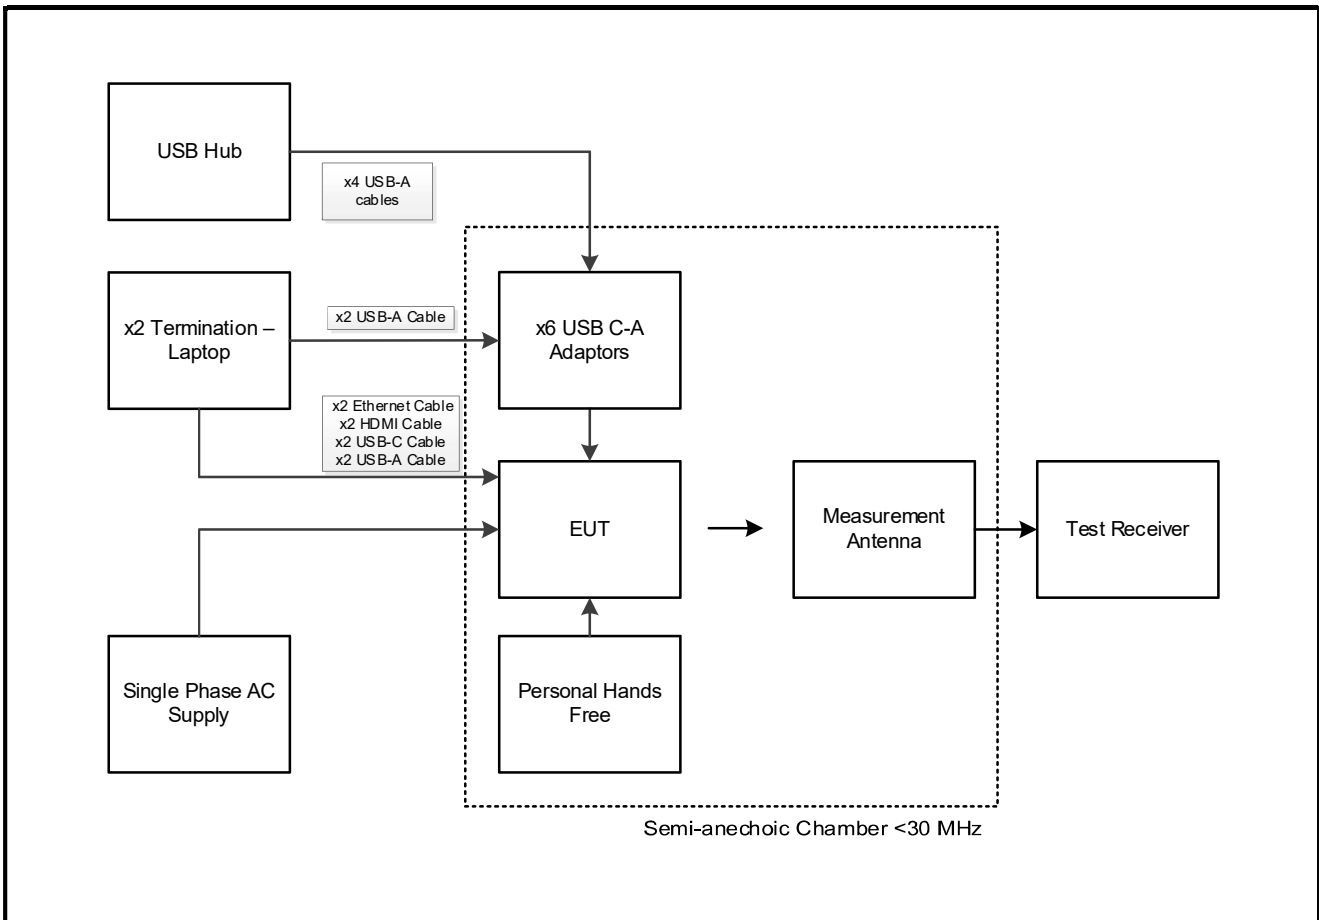 USB Hub
x4 USB-A
cables
x2 Termination –
Laptop
x2 USB-A Cable
x6 USB C-A
Adaptors
x2 Ethernet Cable
x2 HDMI Cable
x2 USB-C Cable
x2 USB-A Cable
EUT
Measurement
Antenna
Test Receiver
Single Phase AC
Supply
Personal Hands
Free
Semi-anechoic Chamber <30 MHz